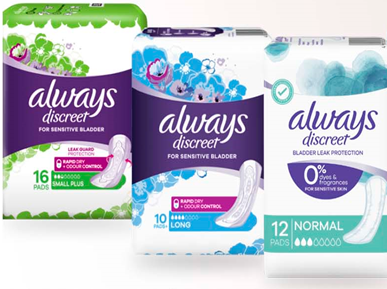 always
discreet
FOR SENSITIVE BLADDER
LEAK GUARD
PROTECTION
RAPID DRY
+ ODOUR CONTROL
16
PADS
SMALL PLUS
always
discreet
FOR SENSITIVE BLADDER
RAPID DRY
+ ODOUR CONTROL
10
PADS+
LONG
always
discreet
BLADDER LEAK PROTECTION
0%
dyes &
fragrances
FOR SENSITIVE SKIN
12
PADS
NORMAL